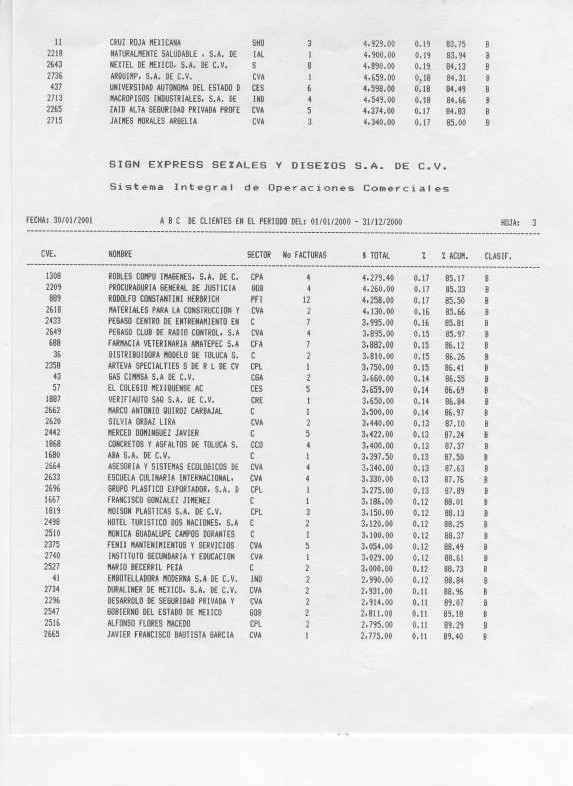 11 CRUZ ROJA MEXICANA SHO 3 4,929.00 0.19 83.75 B
2218 NATURALMENTE SALUDABLE , S.A. DE IAL 1 4,900.00 0.19 83.94 B
2643 NEXTEL DE MEXICO, S.A. DE C.V. S 8 4,890.00 0.19 84.13 B
2736 ARQUIMP, S.A. DE C.V. CVA 1 4,659.00 0.18 84.31 B
437 UNIVERSIDAD AUTONOMA DEL ESTADO D CES 6 4,598.00 0.18 84.49 B
2713 MACROPISOS INDUSTRIALES, S.A. DE IND 4 4,549.00 0.18 84.66 B
2265 ZAID ALTA SEGURIDAD PRIVADA PROFE CVA 5 4,374.00 0.17 84.83 B
2715 JAIMES MORALES ARGELIA CVA 3 4,340.00 0.17 85.00 B
SIGN EXPRESS SEZALES Y DISEZOS S.A. DE C.V.
Sistema Integral de Operaciones Comerciales
FECHA: 30/01/2001 A B C DE CLIENTES EN EL PERIODO DEL: 01/01/2000 - 31/12/2000 HOJA: 3
CVE. NOMBRE SECTOR No FACTURAS $ TOTAL % % ACUM. CLASIF.
1308 ROBLES COMPU IMAGENES, S.A. DE C. CPA 4 4,279.40 0.17 85.17 B
2209 PROCURADURIA GENERAL DE JUSTICIA GOB 4 4,260.00 0.17 85.33 B
889 RODOLFO CONSTANTINI HERBRICH PFI 12 4,258.00 0.17 85.50 B
2618 MATERIALES PARA LA CONSTRUCCION Y CVA 2 4,130.00 0.16 85.66 B
2433 PEGASO CENTRO DE ENTRENAMIENTO EN C 7 3,995.00 0.16 85.81 B
2649 PEGASO CLUB DE RADIO CONTROL, S.A CVA 4 3,895.00 0.15 85.97 B
688 FARMACIA VETERINARIA AMATEPEC S.A CFA 7 3,882.00 0.15 86.12 B
36 DISTRIBUIDORA MODELO DE TOLUCA S. C 2 3,810.00 0.15 86.26 B
2358 ARTEVA SPECIALTIES S DE R L DE CV CPL 1 3,750.00 0.15 86.41 B
43 GAS CIMMSA S.A DE C.V. CGA 2 3,660.00 0.14 86.55 B
57 EL COLEGIO MEXIQUENSE AC CES 5 3,659.00 0.14 86.69 B
1887 VERIFIAUTO SAG S.A. DE C.V. CRE 1 3,650.00 0.14 86.84 B
2662 MARCO ANTONIO QUIROZ CARBAJAL C 1 3,500.00 0.14 86.97 B
2620 SILVIA ORDAZ LIRA CVA 2 3,440.00 0.13 87.10 B
2442 MERCED DOMINGUEZ JAVIER C 5 3,422.00 0.13 87.24 B
1868 CONCRETOS Y ASFALTOS DE TOLUCA S. CCO 4 3,400.00 0.13 87.37 B
1680 ABA S.A. DE C.V. C 1 3,397.50 0.13 87.50 B
2664 ASESORIA Y SISTEMAS ECOLOGICOS DE CVA 4 3,340.00 0.13 87.63 B
2633 ESCUELA CULINARIA INTERNACIONAL, CVA 4 3,330.00 0.13 87.76 B
2696 GRUPO PLASTICO EXPORTADOR, S.A. D CPL 1 3,275.00 0.13 87.89 B
1667 FRANCISCO GONZALEZ JIMENEZ C 1 3,186.00 0.12 88.01 B
1819 MOISON PLASTICAS S.A. DE C.V. CPL 3 3,150.00 0.12 88.13 B
2498 HOTEL TURISTICO DOS NACIONES, S.A C 2 3,120.00 0.12 88.25 B
2510 MONICA GUADALUPE CAMPOS DORANTES C 1 3,100.00 0.12 88.37 B
2375 FENIX MANTENIMIENTOS Y SERVICIOS CVA 5 3,054.00 0.12 88.49 B
2740 INSTITUTO SECUNDARIA Y EDUCACION CVA 1 3,029.00 0.12 88.61 B
2527 MARIO BECERRIL PEZA C 2 3,000.00 0.12 88.73 B
41 EMBOTELLADORA MODERNA S.A DE C.V. IND 2 2,990.00 0.12 88.84 B
2734 DURALINER DE MEXICO, S.A. DE C.V. CVA 2 2,931.00 0.11 88.96 B
2296 DESARROLO DE SEGURIDAD PRIVADA Y CVA 2 2,914.00 0.11 89.07 B
2547 GOBIERNO DEL ESTADO DE MEXICO GOB 2 2,811.00 0.11 89.18 B
2516 ALFONSO FLORES MACEDO CPL 2 2,795.00 0.11 89.29 B
2665 JAVIER FRANCISCO BAUTISTA GARCIA CVA 1 2,775.00 0.11 89.40 B